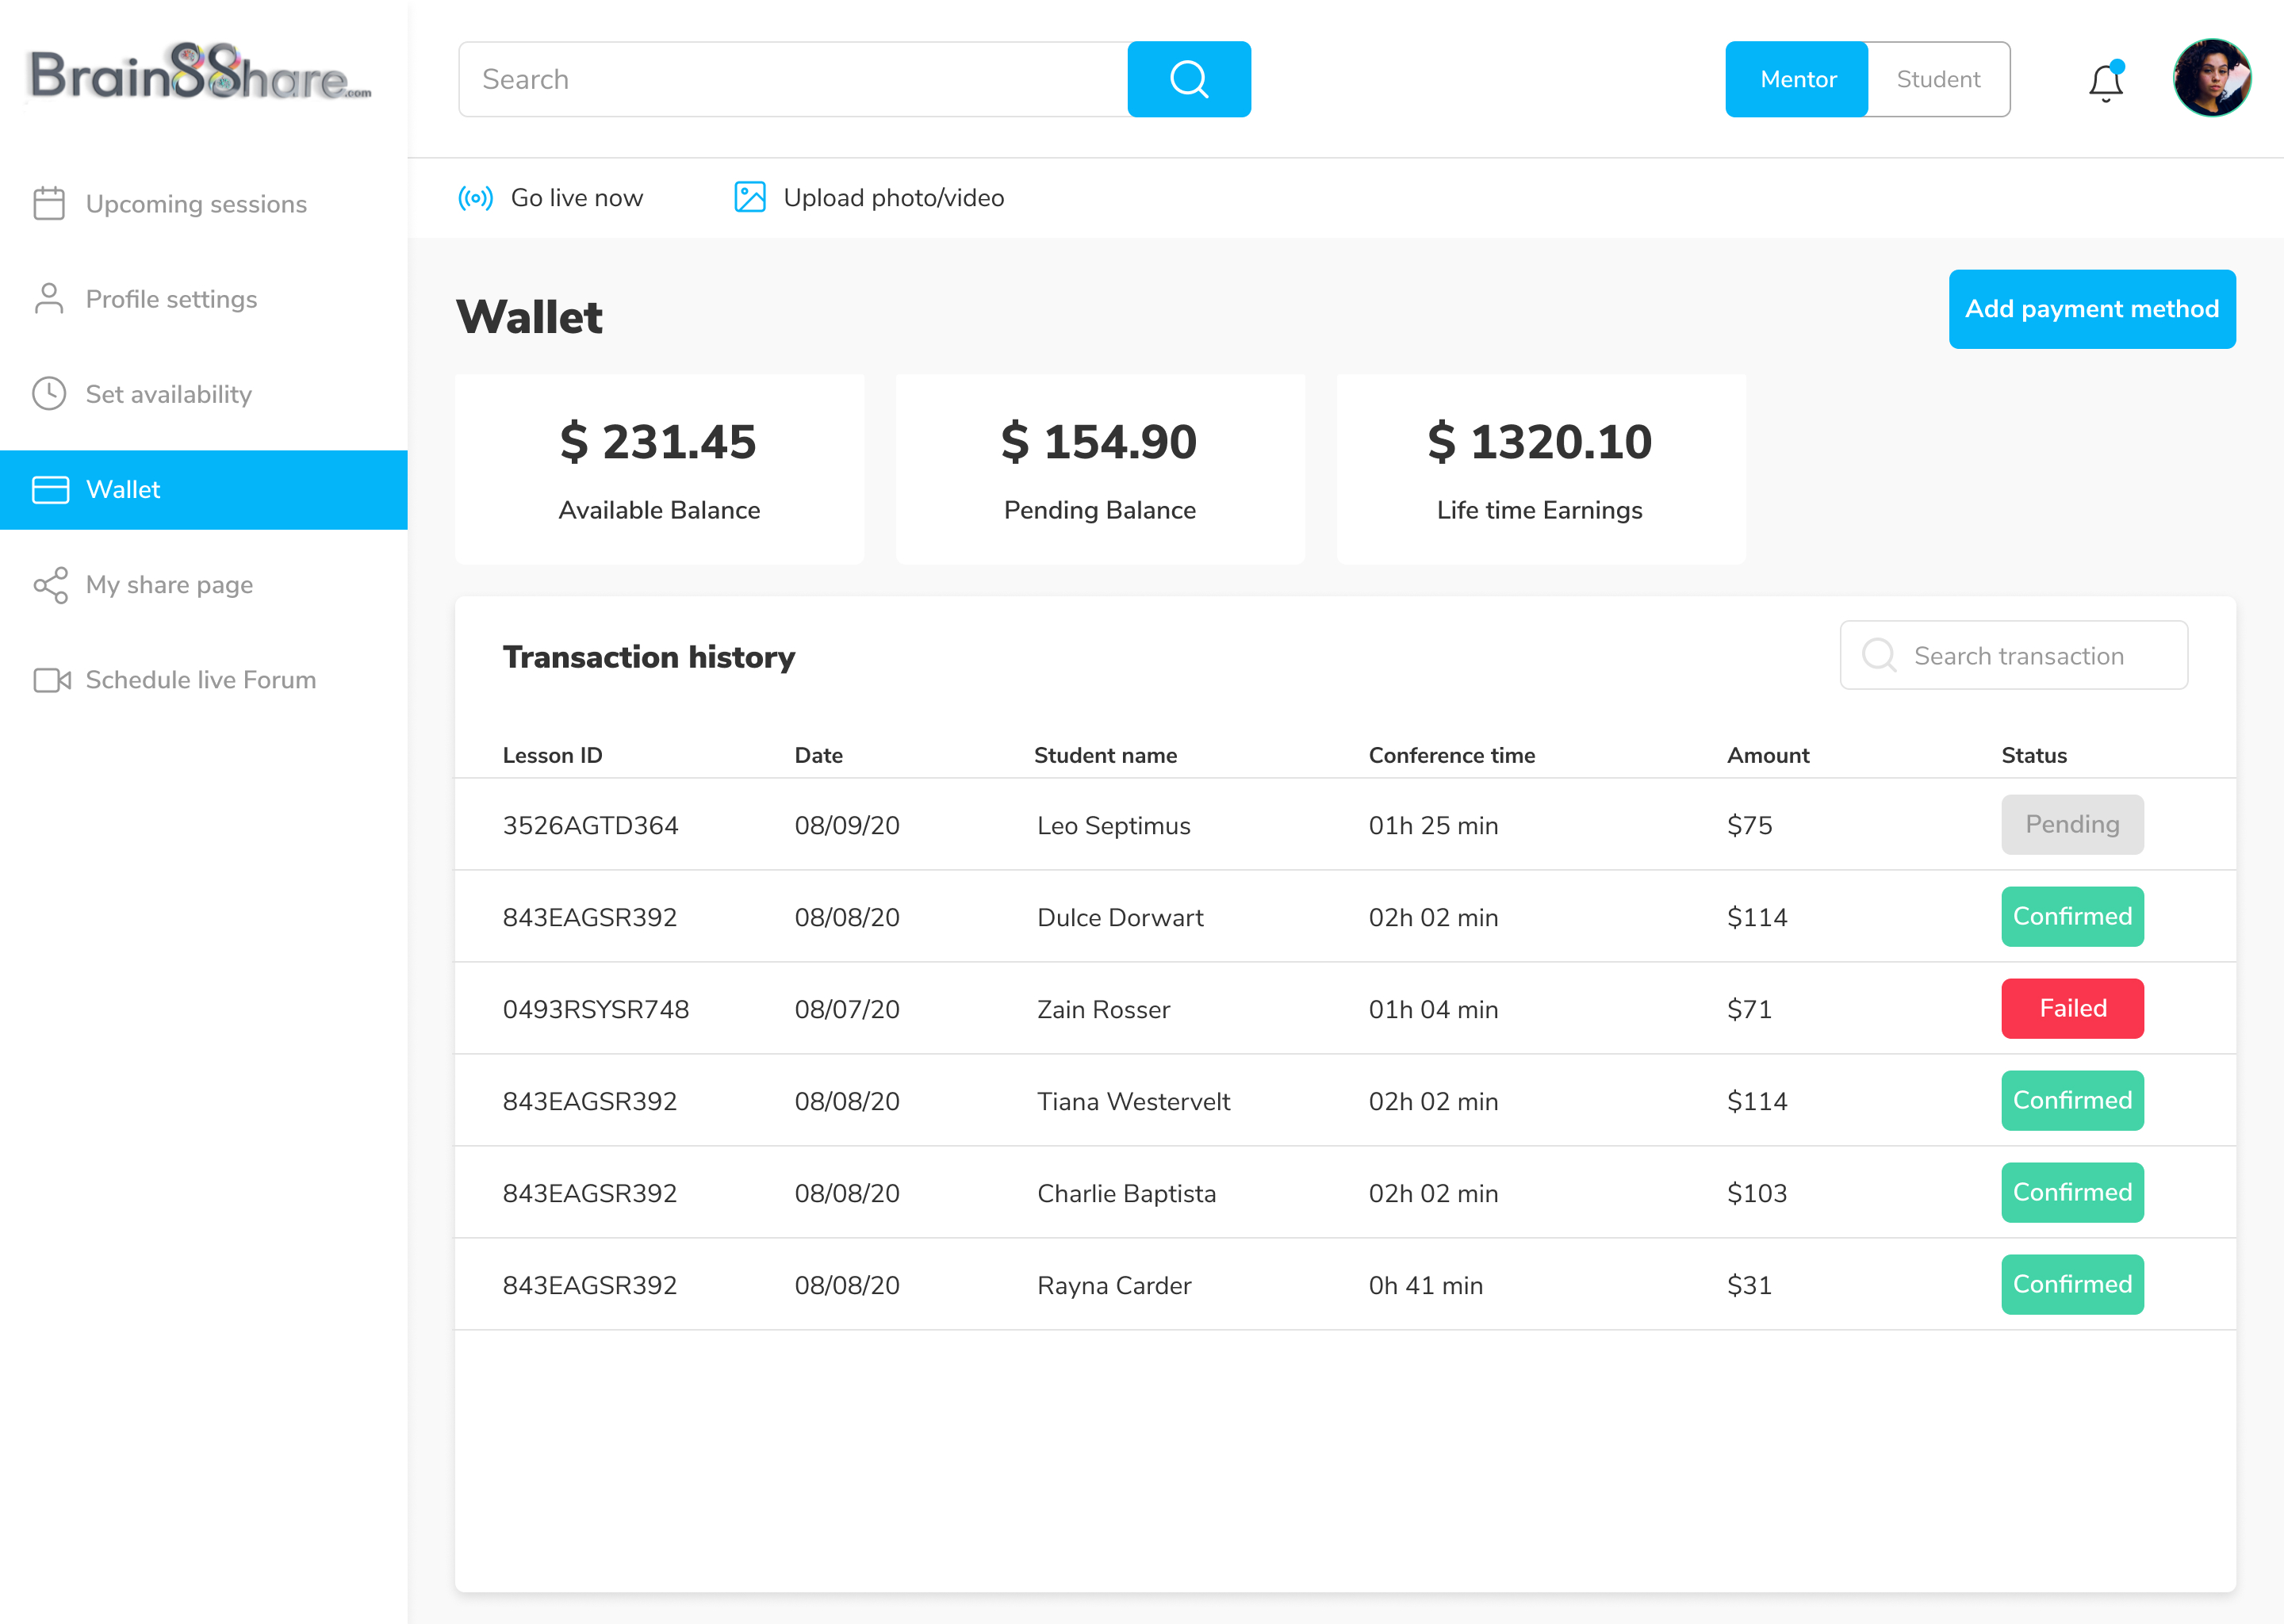 Brain88hare.com
Search
Mentor
Student
Go live now
Upload photo/video
Upcoming sessions
Profile settings
Set availability
Wallet
My share page
Schedule live Forum
Wallet
Add payment method
$ 231.45
Available Balance
$ 154.90
Pending Balance
$ 1320.10
Life time Earnings
Transaction history
Search transaction
Lesson ID Date Student name Conference time Amount Status
3526AGTD364 08/09/20 Leo Septimus 01h 25 min $75 Pending
843EAGSR392 08/08/20 Dulce Dorwart 02h 02 min $114 Confirmed
0493RSYSR748 08/07/20 Zain Rosser 01h 04 min $71 Failed
843EAGSR392 08/08/20 Tiana Westervelt 02h 02 min $114 Confirmed
843EAGSR392 08/08/20 Charlie Baptista 02h 02 min $103 Confirmed
843EAGSR392 08/08/20 Rayna Carder 0h 41 min $31 Confirmed